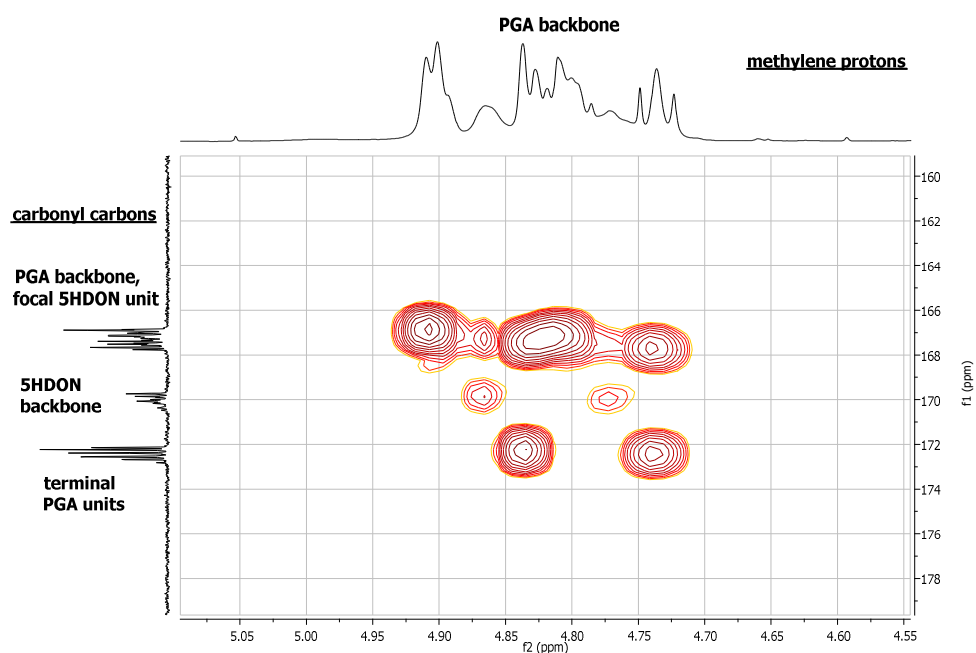 PGA backbone
methylene protons
carbonyl carbons
PGA backbone,
focal 5HDON unit
5HDON
backbone
terminal
PGA units
160
162
164
166
168
170
172
174
176
178
f1 (ppm)
5.05 5.00 4.95 4.90 4.85 4.80 4.75 4.70 4.65 4.60 4.55
f2 (ppm)